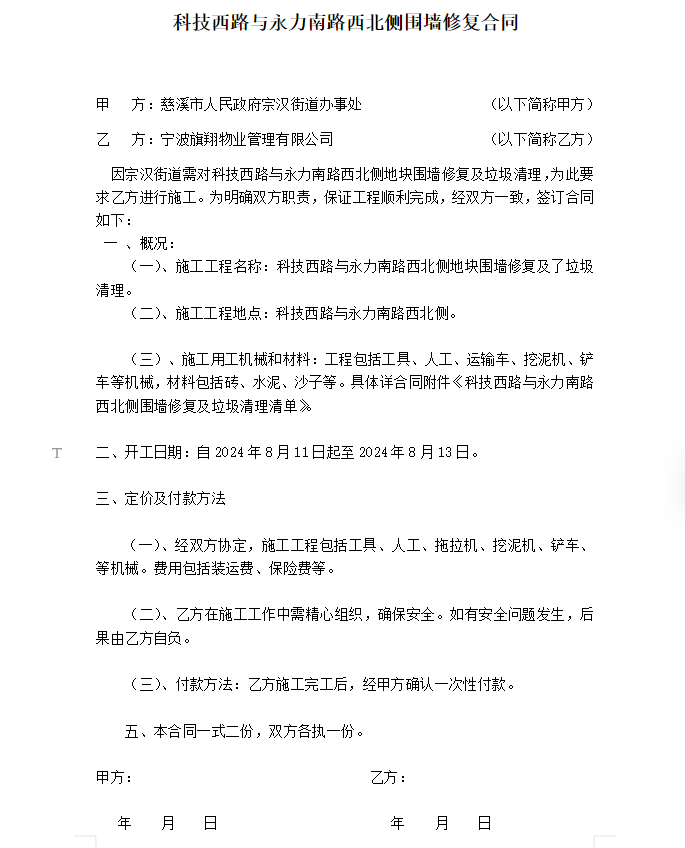 科技西路与永力南路西北侧围墙修复合同
甲 方：慈溪市人民政府宗汉街道办事处 （以下简称甲方）
乙 方：宁波旗翔物业管理有限公司 （以下简称乙方）
因宗汉街道需对科技西路与永力南路西北侧地块围墙修复及垃圾清理，为此要
求乙方进行施工。为明确双方职责，保证工程顺利完成，经双方一致，签订合同
如下：
一 、概况：
（一）、施工工程名称：科技西路与永力南路西北侧地块围墙修复及了垃圾
清理。
（二）、施工工程地点：科技西路与永力南路西北侧。
（三）、施工用工机械和材料：工程包括工具、人工、运输车、挖泥机、铲
车等机械，材料包括砖、水泥、沙子等。具体详合同附件《科技西路与永力南路
西北侧围墙修复及垃圾清理清单》。
二、开工日期：自 2024 年 8 月 11 日起至 2024 年 8 月 13 日。
三、定价及付款方法
（一）、经双方协定，施工工程包括工具、人工、拖拉机、挖泥机、铲车、
等机械。费用包括装运费、保险费等。
（二）、乙方在施工工作中需精心组织，确保安全。如有安全问题发生，后
果由乙方自负。
（三）、付款方法：乙方施工完工后，经甲方确认一次性付款。
五、本合同一式二份，双方各执一份。
甲方： 乙方：
年 月 日 年 月 日